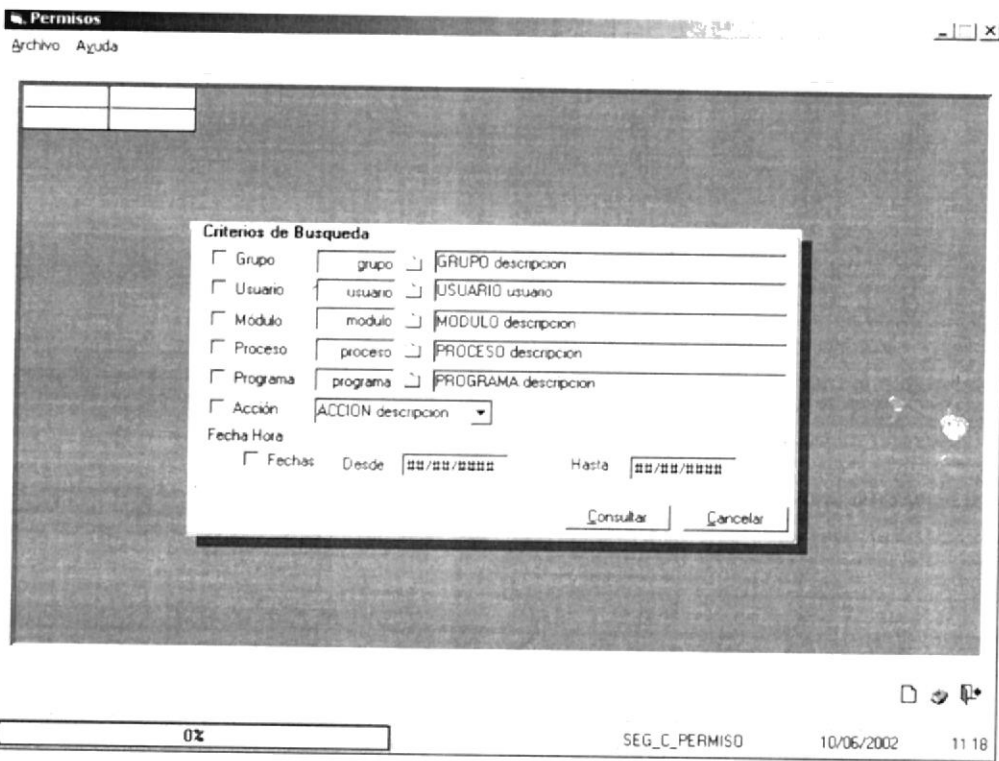 Permisos
Archivo Ayuda
Criterios de Busqueda
Grupo grupo GRUPO descripcion
Usuario usuario USUARIO usuario
Módulo modulo MODULO descripcion
Proceso proceso PROCESO descripcion
Programa programa PROGRAMA descripcion
Acción ACCION descripcion
Fecha Hora
Fechas Desde ##/##/#### Hasta ##/##/####
Consultar Cancelar
0% SEG_C_PERMISO 10/06/2002 11 18